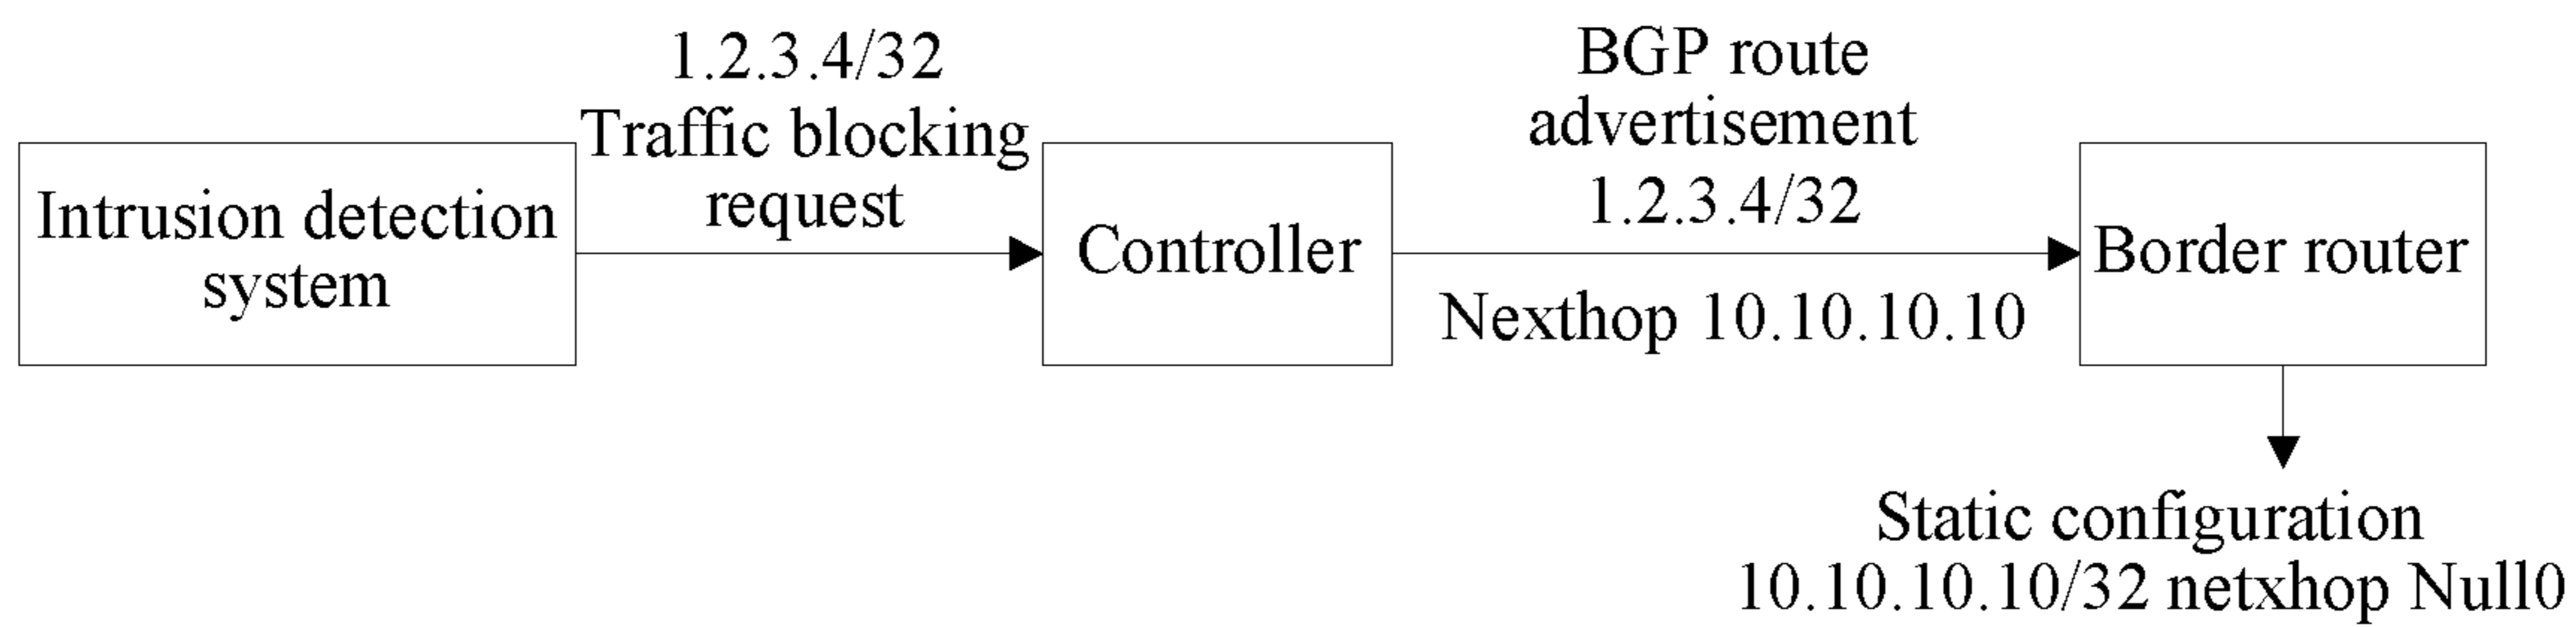 Intrusion detection
system
1.2.3.4/32
Traffic blocking
request
Controller
BGP route
advertisement
1.2.3.4/32
Nexthop 10.10.10.10
Border router
Static configuration
10.10.10.10/32 netxhop Null0